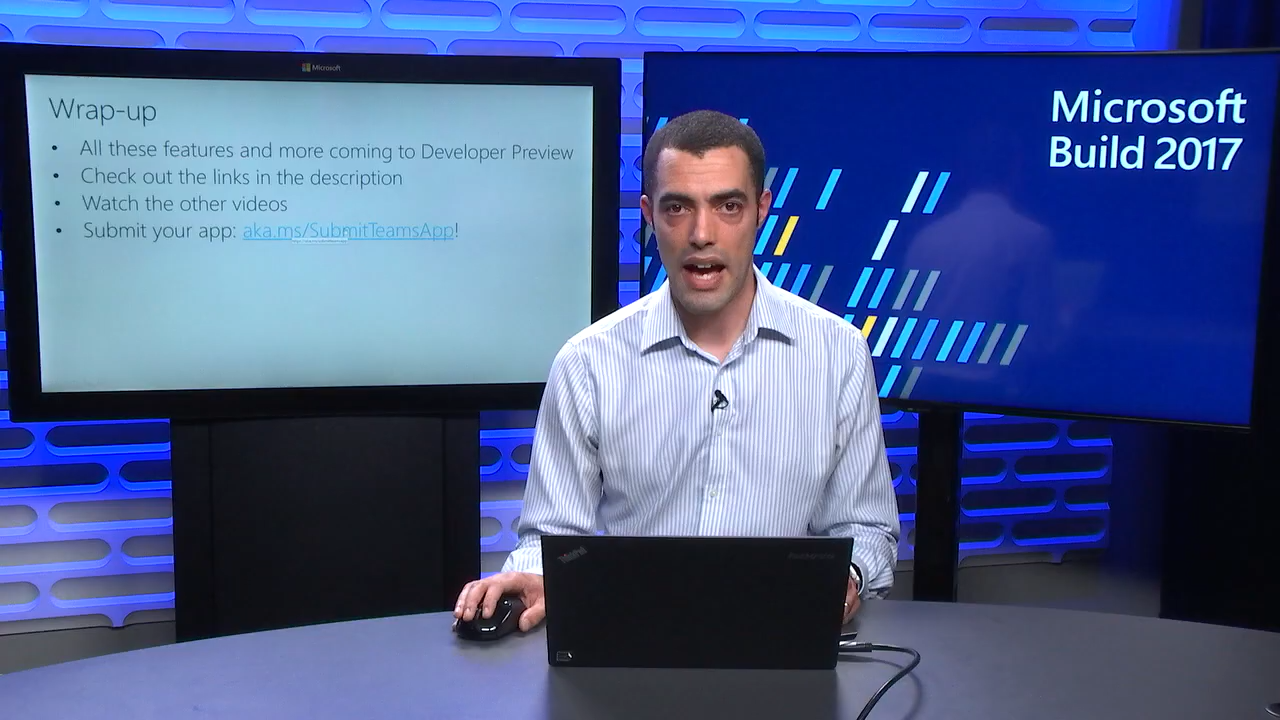 Microsoft
Wrap-up
• All these features and more coming to Developer Preview
• Check out the links in the description
• Watch the other videos
• Submit your app: aka.ms/SubmitTeamsApp!
Microsoft
Build 2017
ThinkPad